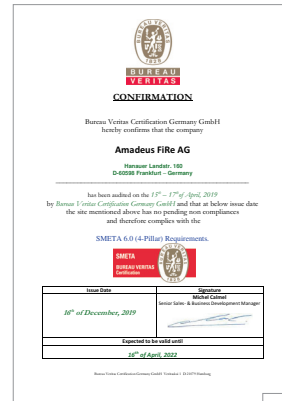 1828
BUREAU
VERITAS
CONFIRMATION
Bureau Veritas Certification Germany GmbH
hereby confirms that the company
Amadeus FiRe AG
Hanauer Landstr. 160
D-60598 Frankfurt – Germany
has been audited on the 15th – 17th of April, 2019
by Bureau Veritas Certification Germany GmbH and that at below issue date
the site mentioned above has no pending non compliances
and therefore complies with the
SMETA 6.0 (4-Pillar) Requirements.
SMETA
BUREAU VERITAS
Certification
Issue Date
Signature
16th of December, 2019
Michel Calmel
Senior Sales- & Business Development Manager
Expected to be valid until
16th of April, 2022
Bureau Veritas Certification Germany GmbH